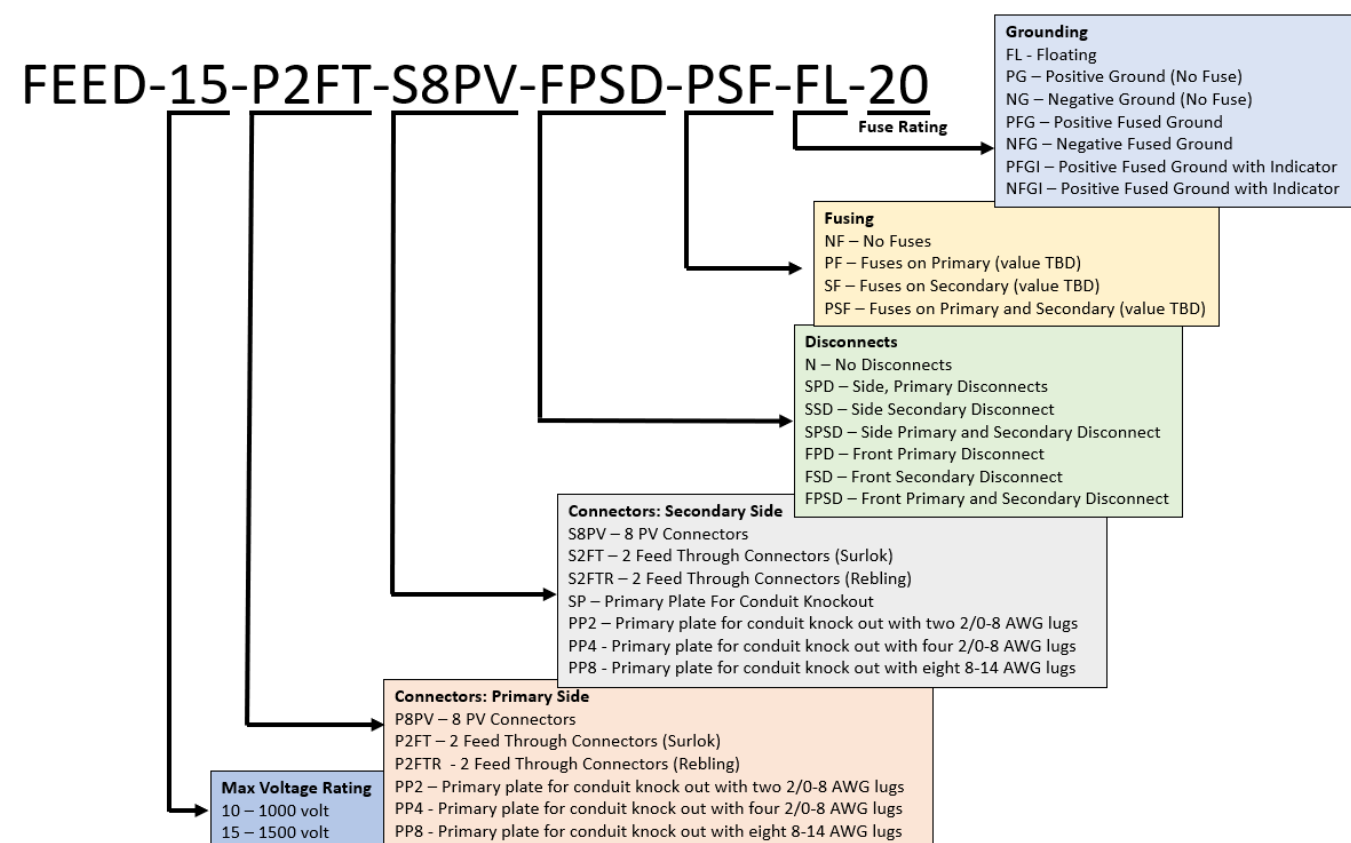 FEED-15-P2FT-S8PV-FPSD-PSF-FL-20
Fuse Rating
Grounding
FL - Floating
PG – Positive Ground (No Fuse)
NG – Negative Ground (No Fuse)
PFG – Positive Fused Ground
NFG – Negative Fused Ground
PFGI – Positive Fused Ground with Indicator
NFGI – Positive Fused Ground with Indicator
Fusing
NF – No Fuses
PF – Fuses on Primary (value TBD)
SF – Fuses on Secondary (value TBD)
PSF – Fuses on Primary and Secondary (value TBD)
Disconnects
N – No Disconnects
SPD – Side, Primary Disconnects
SSD – Side Secondary Disconnect
SPSD – Side Primary and Secondary Disconnect
FPD – Front Primary Disconnect
FSD – Front Secondary Disconnect
FPSD – Front Primary and Secondary Disconnect
Connectors: Secondary Side
S8PV – 8 PV Connectors
S2FT – 2 Feed Through Connectors (Surlok)
S2FTR – 2 Feed Through Connectors (Rebling)
SP – Primary Plate For Conduit Knockout
PP2 – Primary plate for conduit knock out with two 2/0-8 AWG lugs
PP4 - Primary plate for conduit knock out with four 2/0-8 AWG lugs
PP8 - Primary plate for conduit knock out with eight 8-14 AWG lugs
Connectors: Primary Side
P8PV – 8 PV Connectors
P2FT – 2 Feed Through Connectors (Surlok)
P2FTR - 2 Feed Through Connectors (Rebling)
PP2 – Primary plate for conduit knock out with two 2/0-8 AWG lugs
PP4 - Primary plate for conduit knock out with four 2/0-8 AWG lugs
PP8 - Primary plate for conduit knock out with eight 8-14 AWG lugs
Max Voltage Rating
10 – 1000 volt
15 – 1500 volt